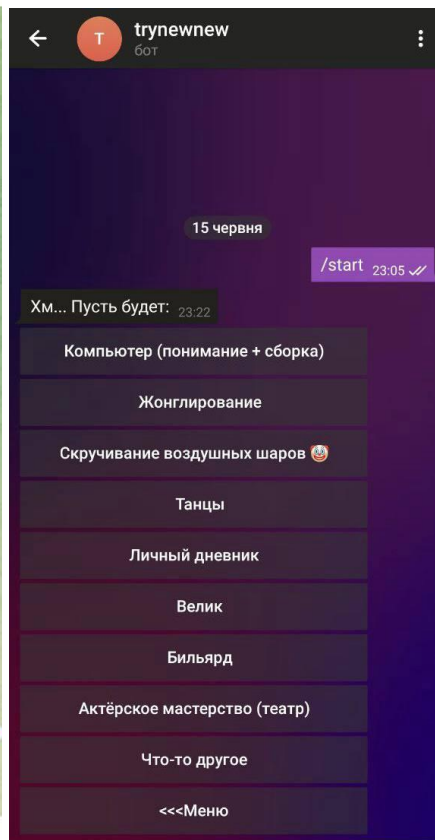 trynewnew
T
бот
15 червня
/start 23:05
Хм... Пусть будет: 23:22
Компьютер (понимание + сборка)
Жонглирование
Скручивание воздушных шаров 🤡
Танцы
Личный дневник
Велик
Бильярд
Актёрское мастерство (театр)
Что-то другое
<<<Меню